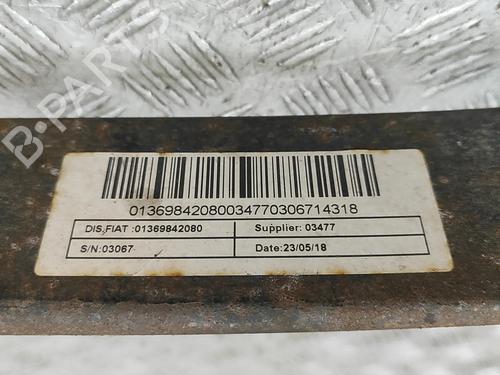 B-PARTS
01369842080034770306714318
DIS,FIAT :01369842080
Supplier: 03477
S/N:03067
Date:23/05/18